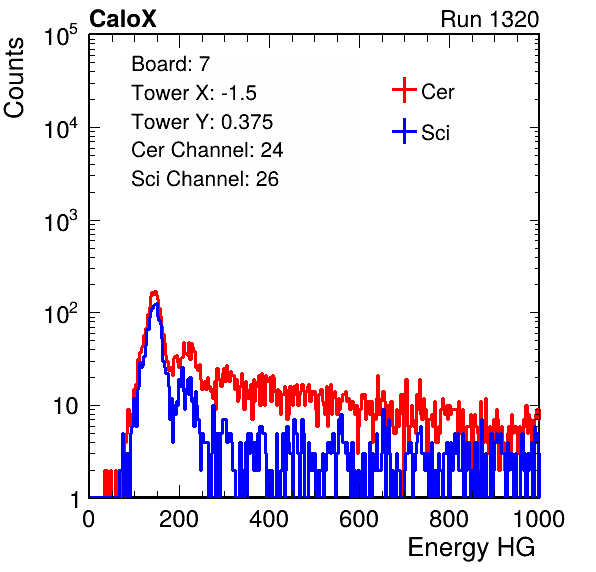 CaloX Run 1320
Counts
10^5
10^4
10^3
10^2
10
1
Board: 7
Tower X: -1.5
Tower Y: 0.375
Cer Channel: 24
Sci Channel: 26
Cer
Sci
0 200 400 600 800 1000
Energy HG